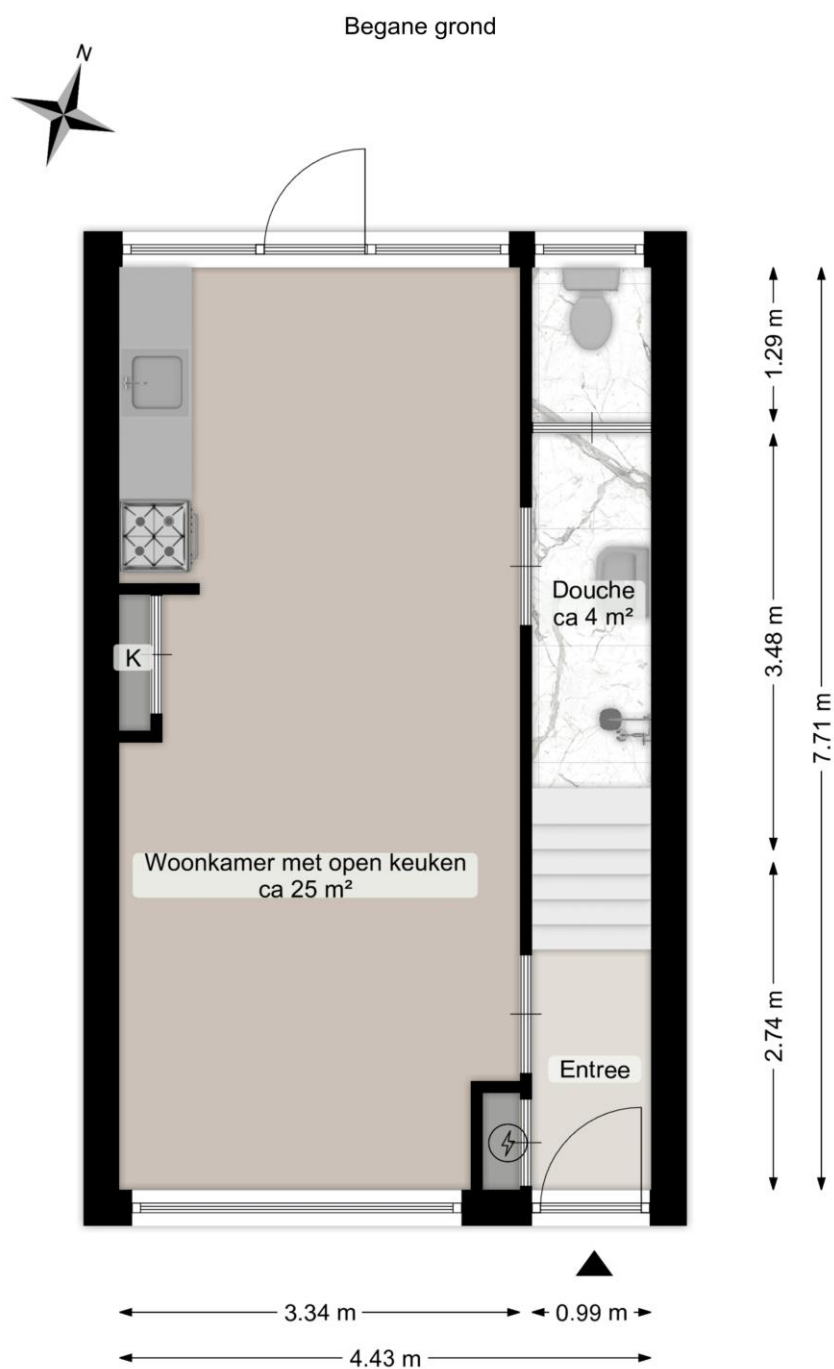 Begane grond
N
1.29 m
Douche
ca 4 m²
3.48 m
K
7.71 m
Woonkamer met open keuken
ca 25 m²
2.74 m
Entree
3.34 m
0.99 m
4.43 m